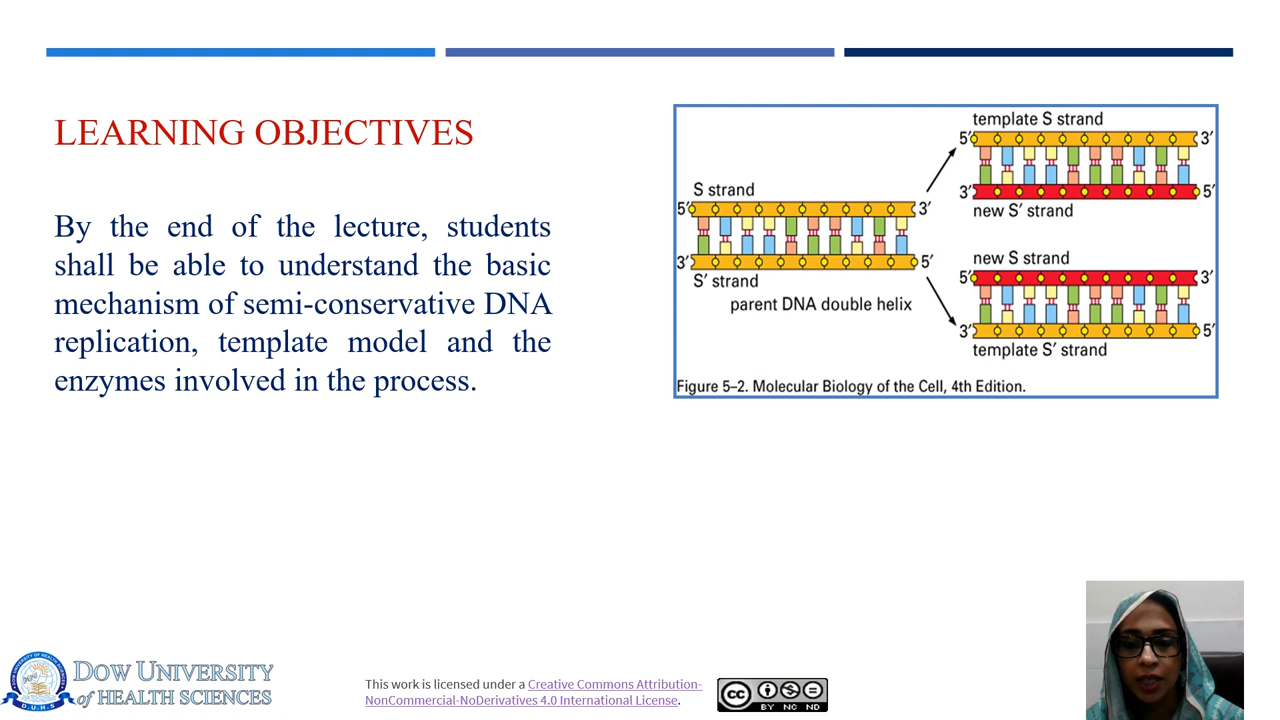 LEARNING OBJECTIVES
By the end of the lecture, students
shall be able to understand the basic
mechanism of semi-conservative DNA
replication, template model and the
enzymes involved in the process.
S strand
5′ 3′
3′ 5′
S′ strand
parent DNA double helix
template S strand
5′ 3′
3′ 5′
new S′ strand
new S strand
5′ 3′
3′ 5′
template S′ strand
Figure 5–2. Molecular Biology of the Cell, 4th Edition.
DOW UNIVERSITY
of HEALTH SCIENCES
D.U.H.S
This work is licensed under a Creative Commons Attribution-
NonCommercial-NoDerivatives 4.0 International License.
cc
BY NC ND